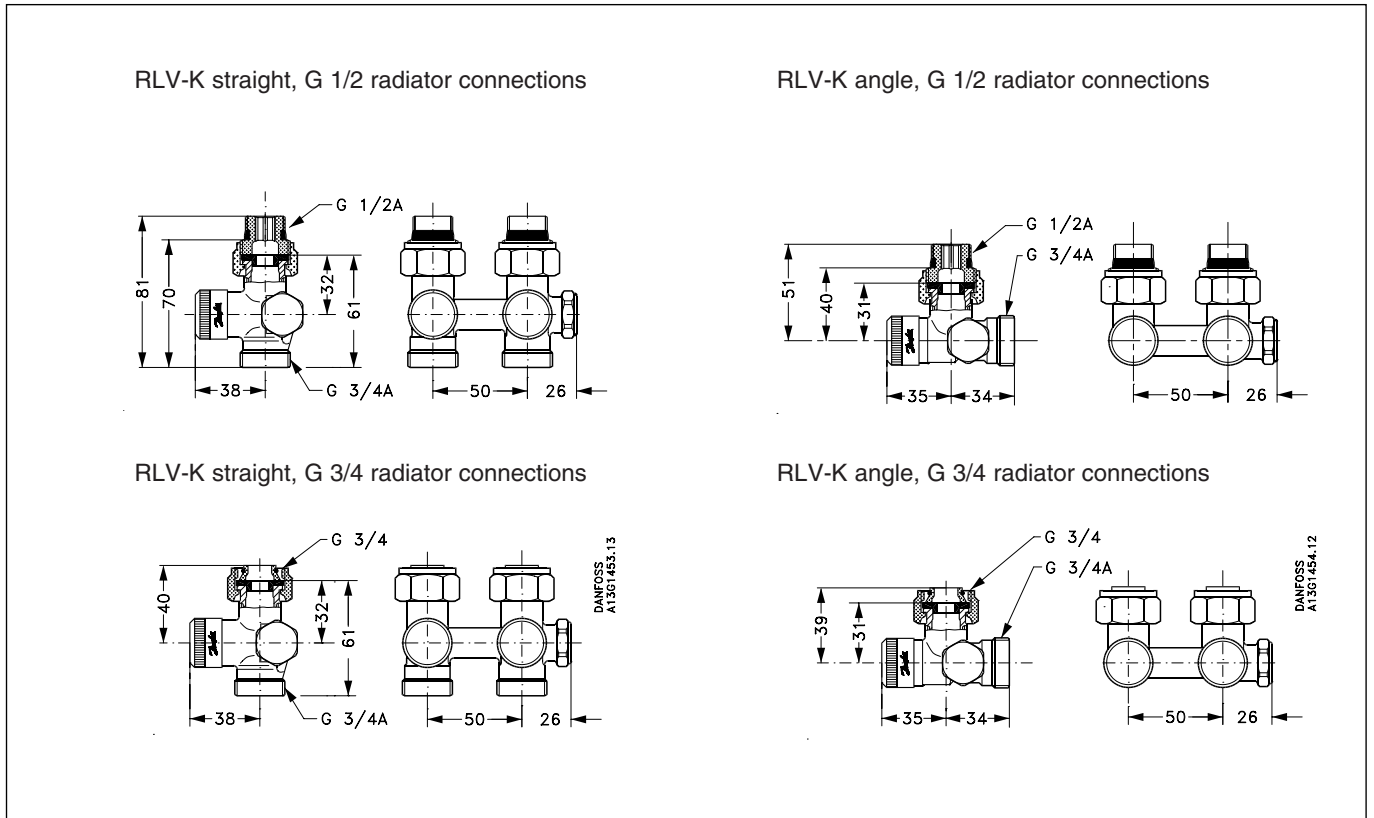 RLV-K straight, G 1/2 radiator connections
81
70
32
61
38
G 1/2A
G 3/4A
50
26
RLV-K angle, G 1/2 radiator connections
51
40
31
35
34
G 1/2A
G 3/4A
50
26
RLV-K straight, G 3/4 radiator connections
40
32
61
38
G 3/4
G 3/4A
50
26
DANFOSS
A13G1453.13
RLV-K angle, G 3/4 radiator connections
39
31
35
34
G 3/4
G 3/4A
50
26
DANFOSS
A13G1454.12